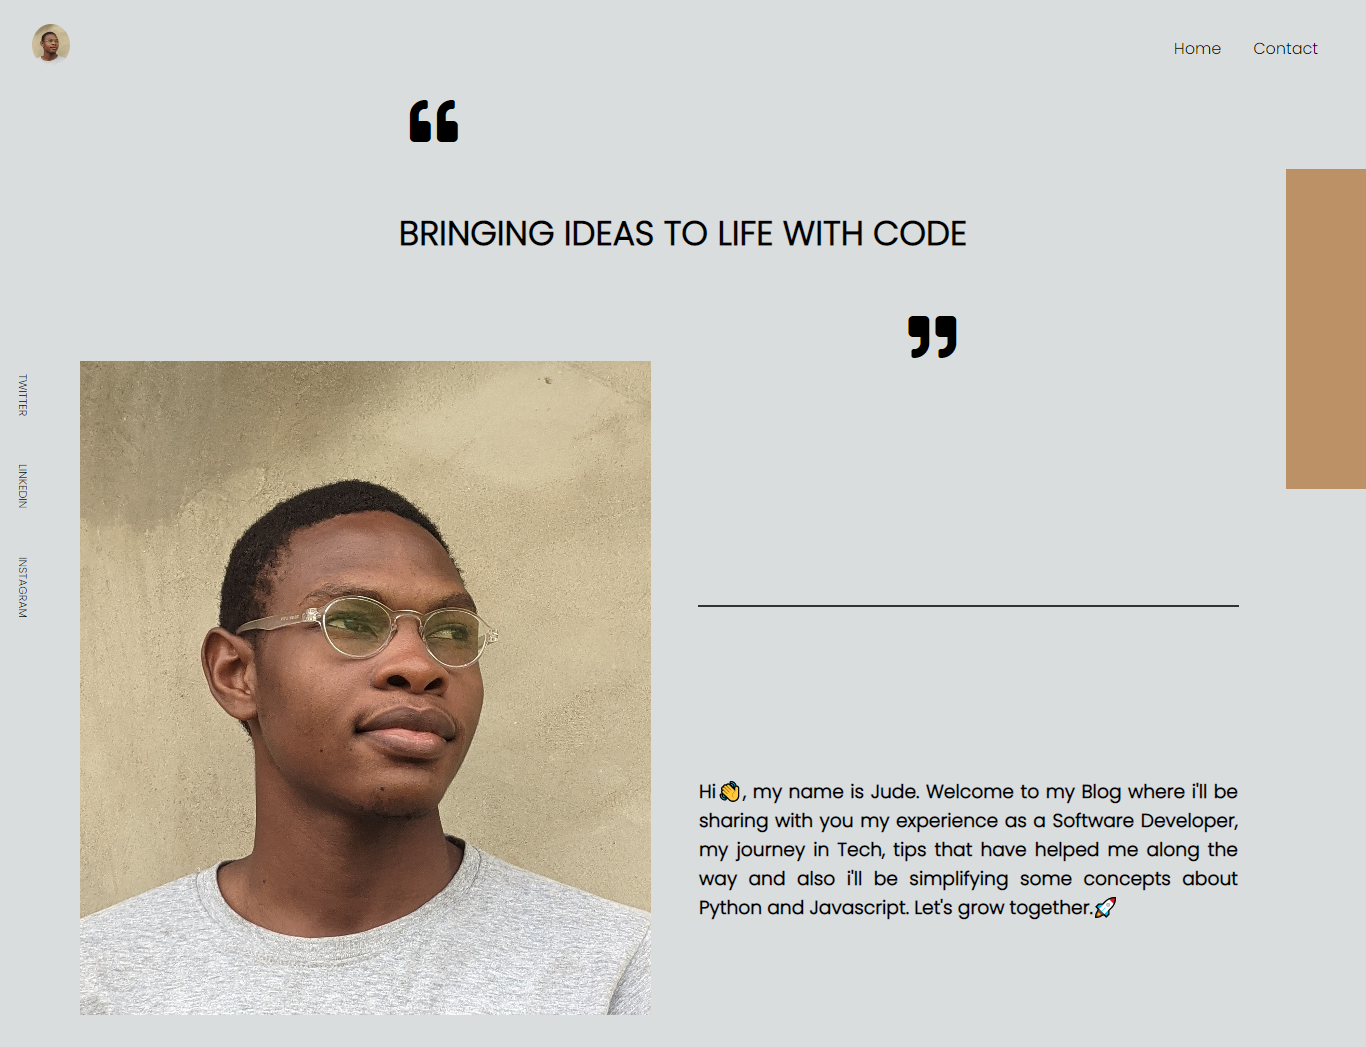 Home Contact
❝
BRINGING IDEAS TO LIFE WITH CODE
❞
TWITTER
LINKEDIN
INSTAGRAM
Hi👋, my name is Jude. Welcome to my Blog where i'll be
sharing with you my experience as a Software Developer,
my journey in Tech, tips that have helped me along the
way and also i'll be simplifying some concepts about
Python and Javascript. Let's grow together.🚀